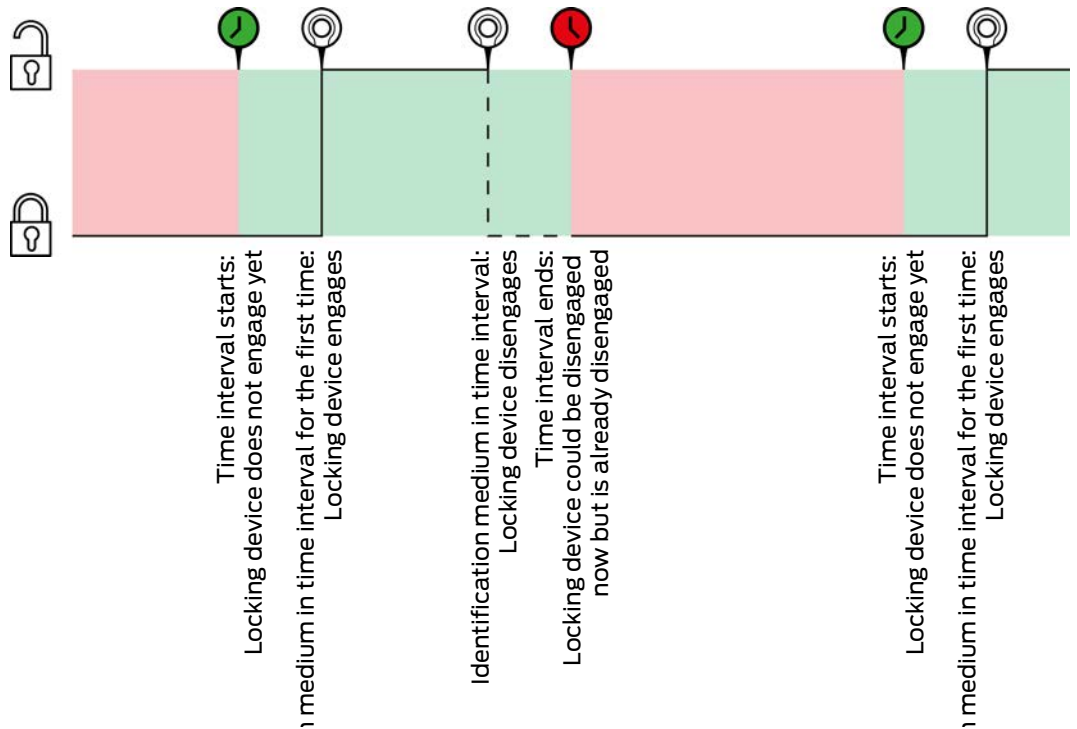 Time interval starts:
Locking device does not engage yet
medium in time interval for the first time:
Locking device engages
Identification medium in time interval:
Locking device disengages
Time interval ends:
Locking device could be disengaged
now but is already disengaged
Time interval starts:
Locking device does not engage yet
medium in time interval for the first time:
Locking device engages